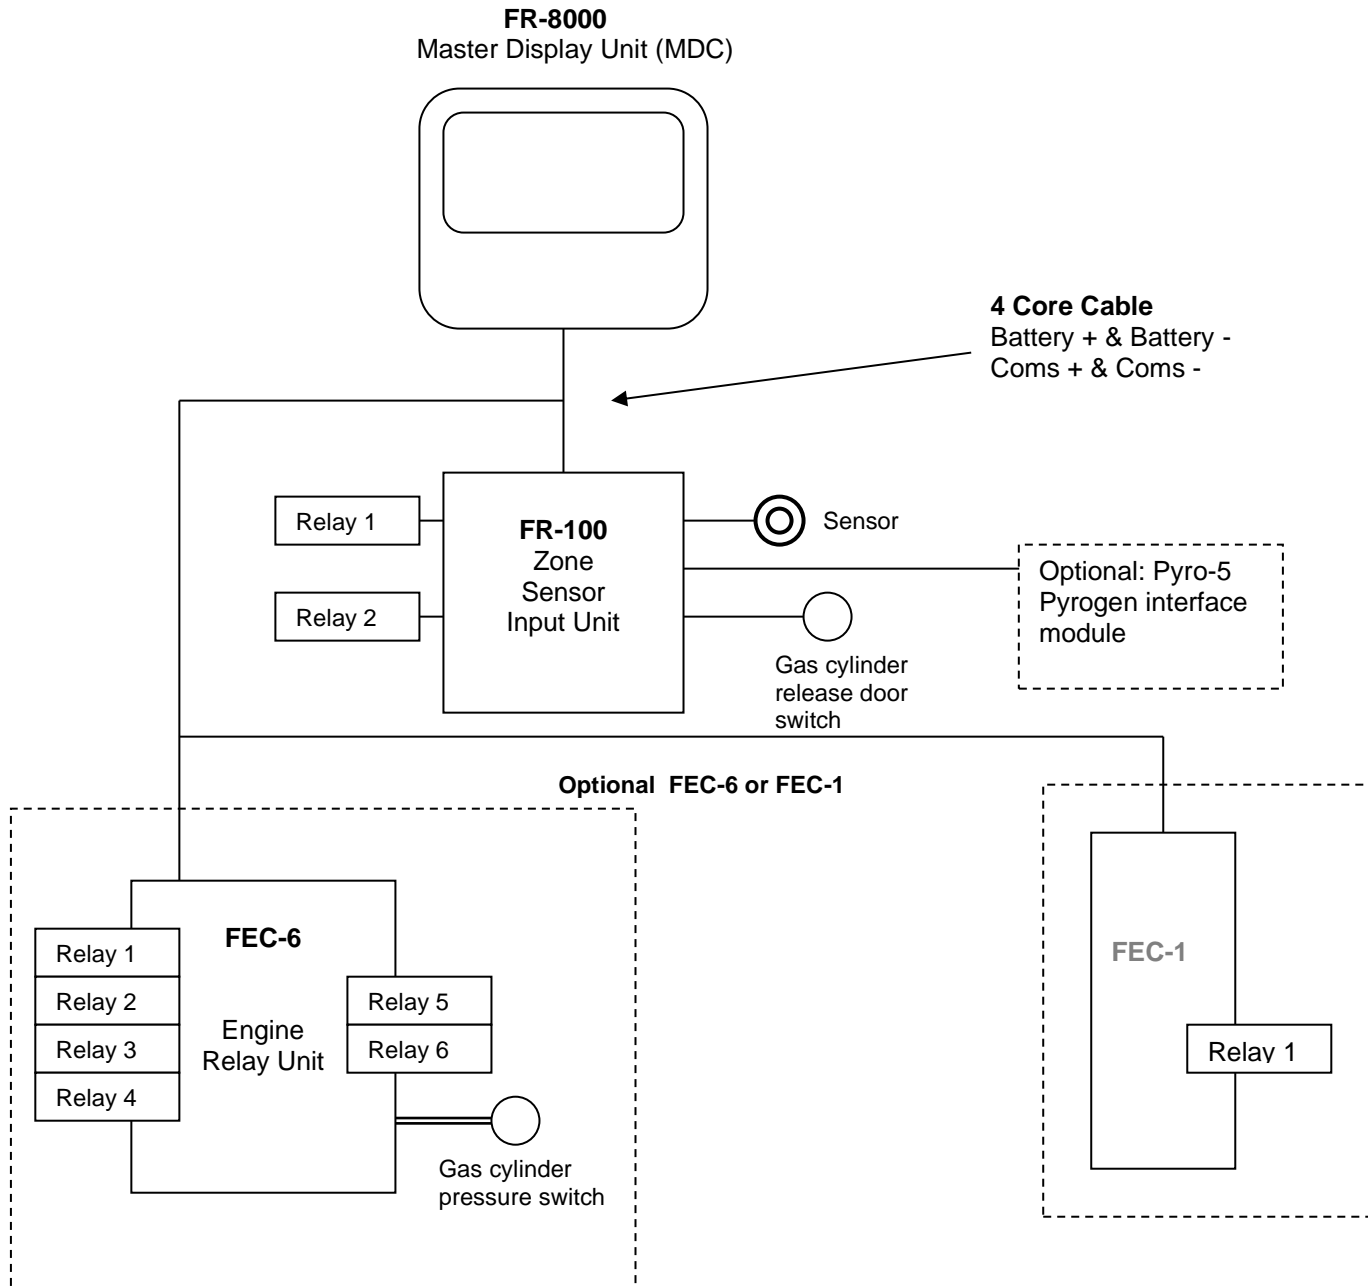 FR-8000
Master Display Unit (MDC)
4 Core Cable
Battery + & Battery -
Coms + & Coms -
Relay 1
Relay 2
FR-100
Zone
Sensor
Input Unit
Sensor
Optional: Pyro-5
Pyrogen interface
module
Gas cylinder
release door
switch
Optional  FEC-6 or FEC-1
FEC-6
Engine
Relay Unit
Relay 1
Relay 2
Relay 3
Relay 4
Relay 5
Relay 6
Gas cylinder
pressure switch
FEC-1
Relay 1